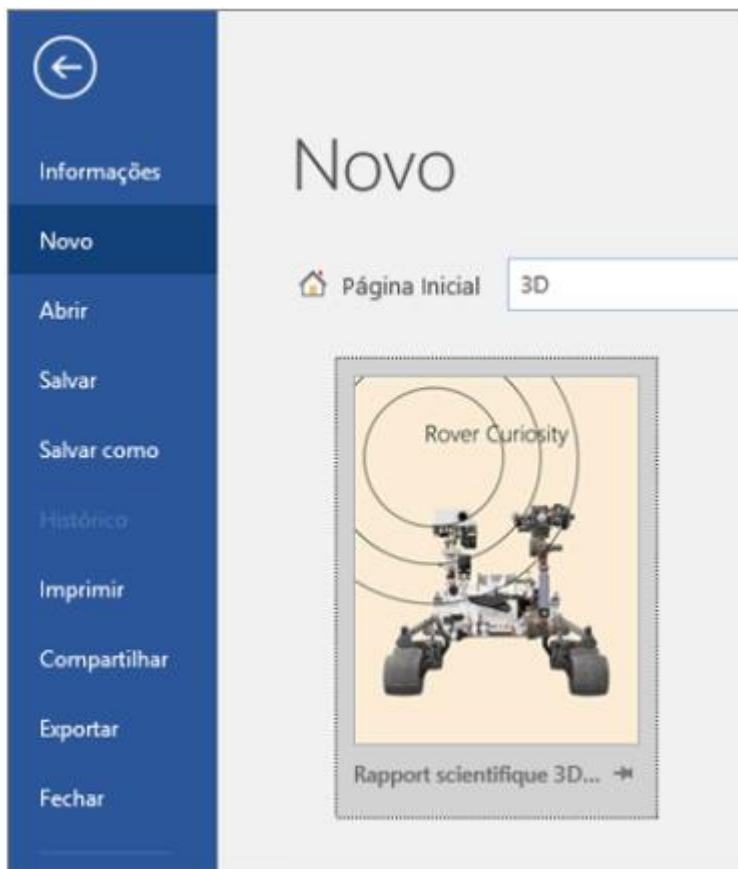 Informações
Novo
Abrir
Salvar
Salvar como
Histórico
Imprimir
Compartilhar
Exportar
Fechar
Novo
Página Inicial
3D
Rover Curiosity
Rapport scientifique 3D...